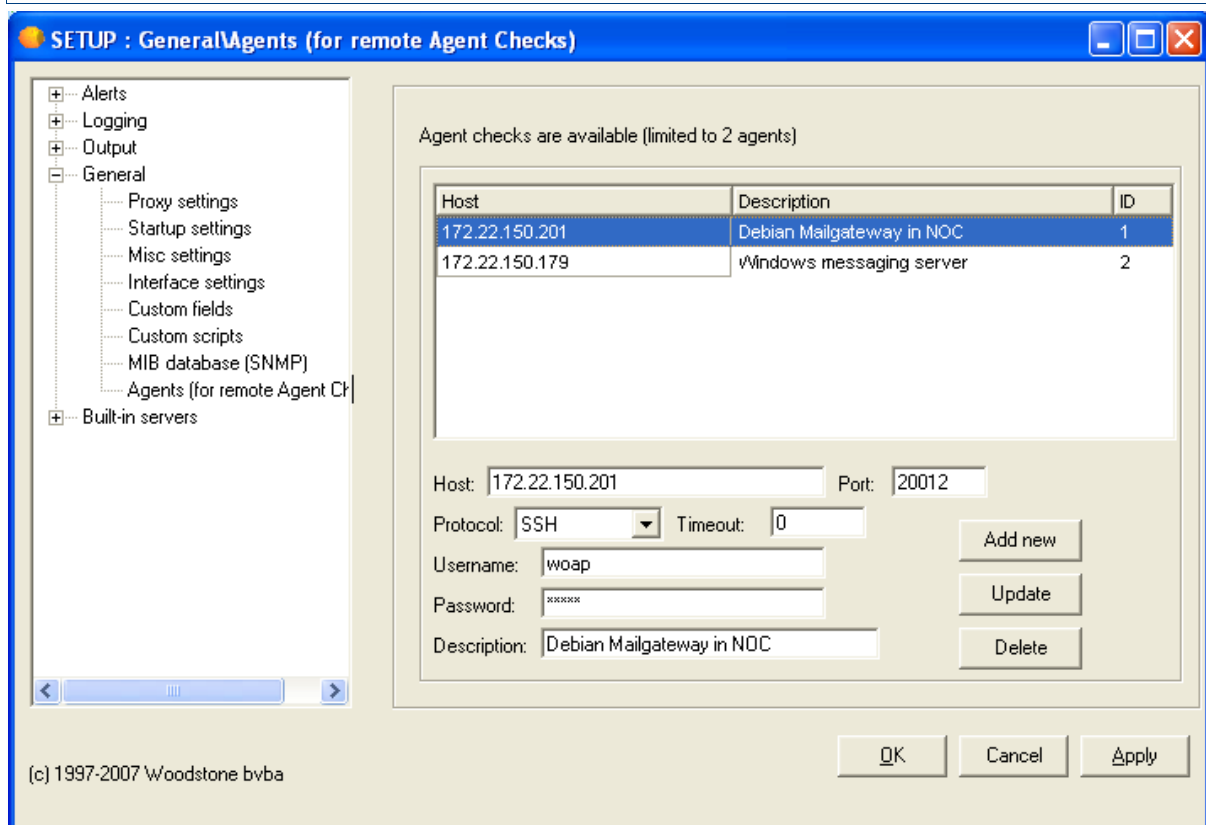 SETUP : General\Agents (for remote Agent Checks)
Alerts
Logging
Output
General
Proxy settings
Startup settings
Misc settings
Interface settings
Custom fields
Custom scripts
MIB database (SNMP)
Agents (for remote Agent Ch
Built-in servers
Agent checks are available (limited to 2 agents)
Host Description ID
172.22.150.201 Debian Mailgateway in NOC 1
172.22.150.179 Windows messaging server 2
Host: 172.22.150.201 Port: 20012
Protocol: SSH Timeout: 0
Add new
Username: woap
Update
Password: *****
Description: Debian Mailgateway in NOC
Delete
OK Cancel Apply
(c) 1997-2007 Woodstone bvba